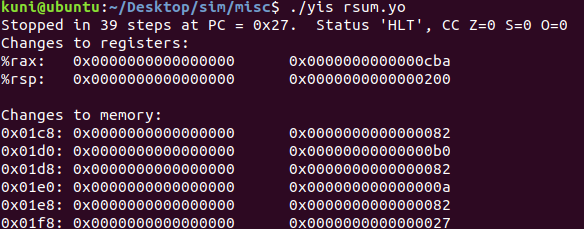 kuni@ubuntu:~/Desktop/sim/misc$ ./yis rsum.yo
Stopped in 39 steps at PC = 0x27.  Status 'HLT', CC Z=0 S=0 O=0
Changes to registers:
%rax:   0x0000000000000000      0x0000000000000cba
%rsp:   0x0000000000000000      0x0000000000000200

Changes to memory:
0x01c8: 0x0000000000000000      0x0000000000000082
0x01d0: 0x0000000000000000      0x00000000000000b0
0x01d8: 0x0000000000000000      0x0000000000000082
0x01e0: 0x0000000000000000      0x000000000000000a
0x01e8: 0x0000000000000000      0x0000000000000082
0x01f8: 0x0000000000000000      0x0000000000000027